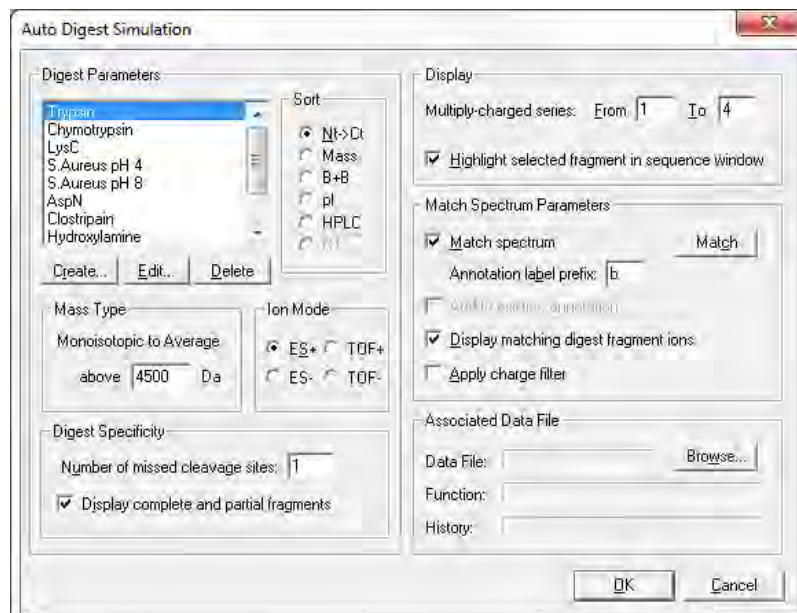 Auto Digest Simulation
Digest Parameters
Trypsin
Chymotrypsin
LysC
S.Aureus pH 4
S.Aureus pH 8
AspN
Clostripain
Hydroxylamine
Create...
Edit..
Delete
Sort
Nt->Ct
Mass
B+B
pI
HPLC
Mass Type
Monoisotopic to Average
above 4500 Da
Ion Mode
ES+ TOF+
ES- TOF-
Digest Specificity
Number of missed cleavage sites: 1
Display complete and partial fragments
Display
Multiply-charged series: From 1 To 4
Highlight selected fragment in sequence window
Match Spectrum Parameters
Match spectrum
Match
Annotation label prefix: b
Add to existing annotation
Display matching digest fragment ions
Apply charge filter
Associated Data File
Data File:
Browse...
Function:
History:
OK
Cancel